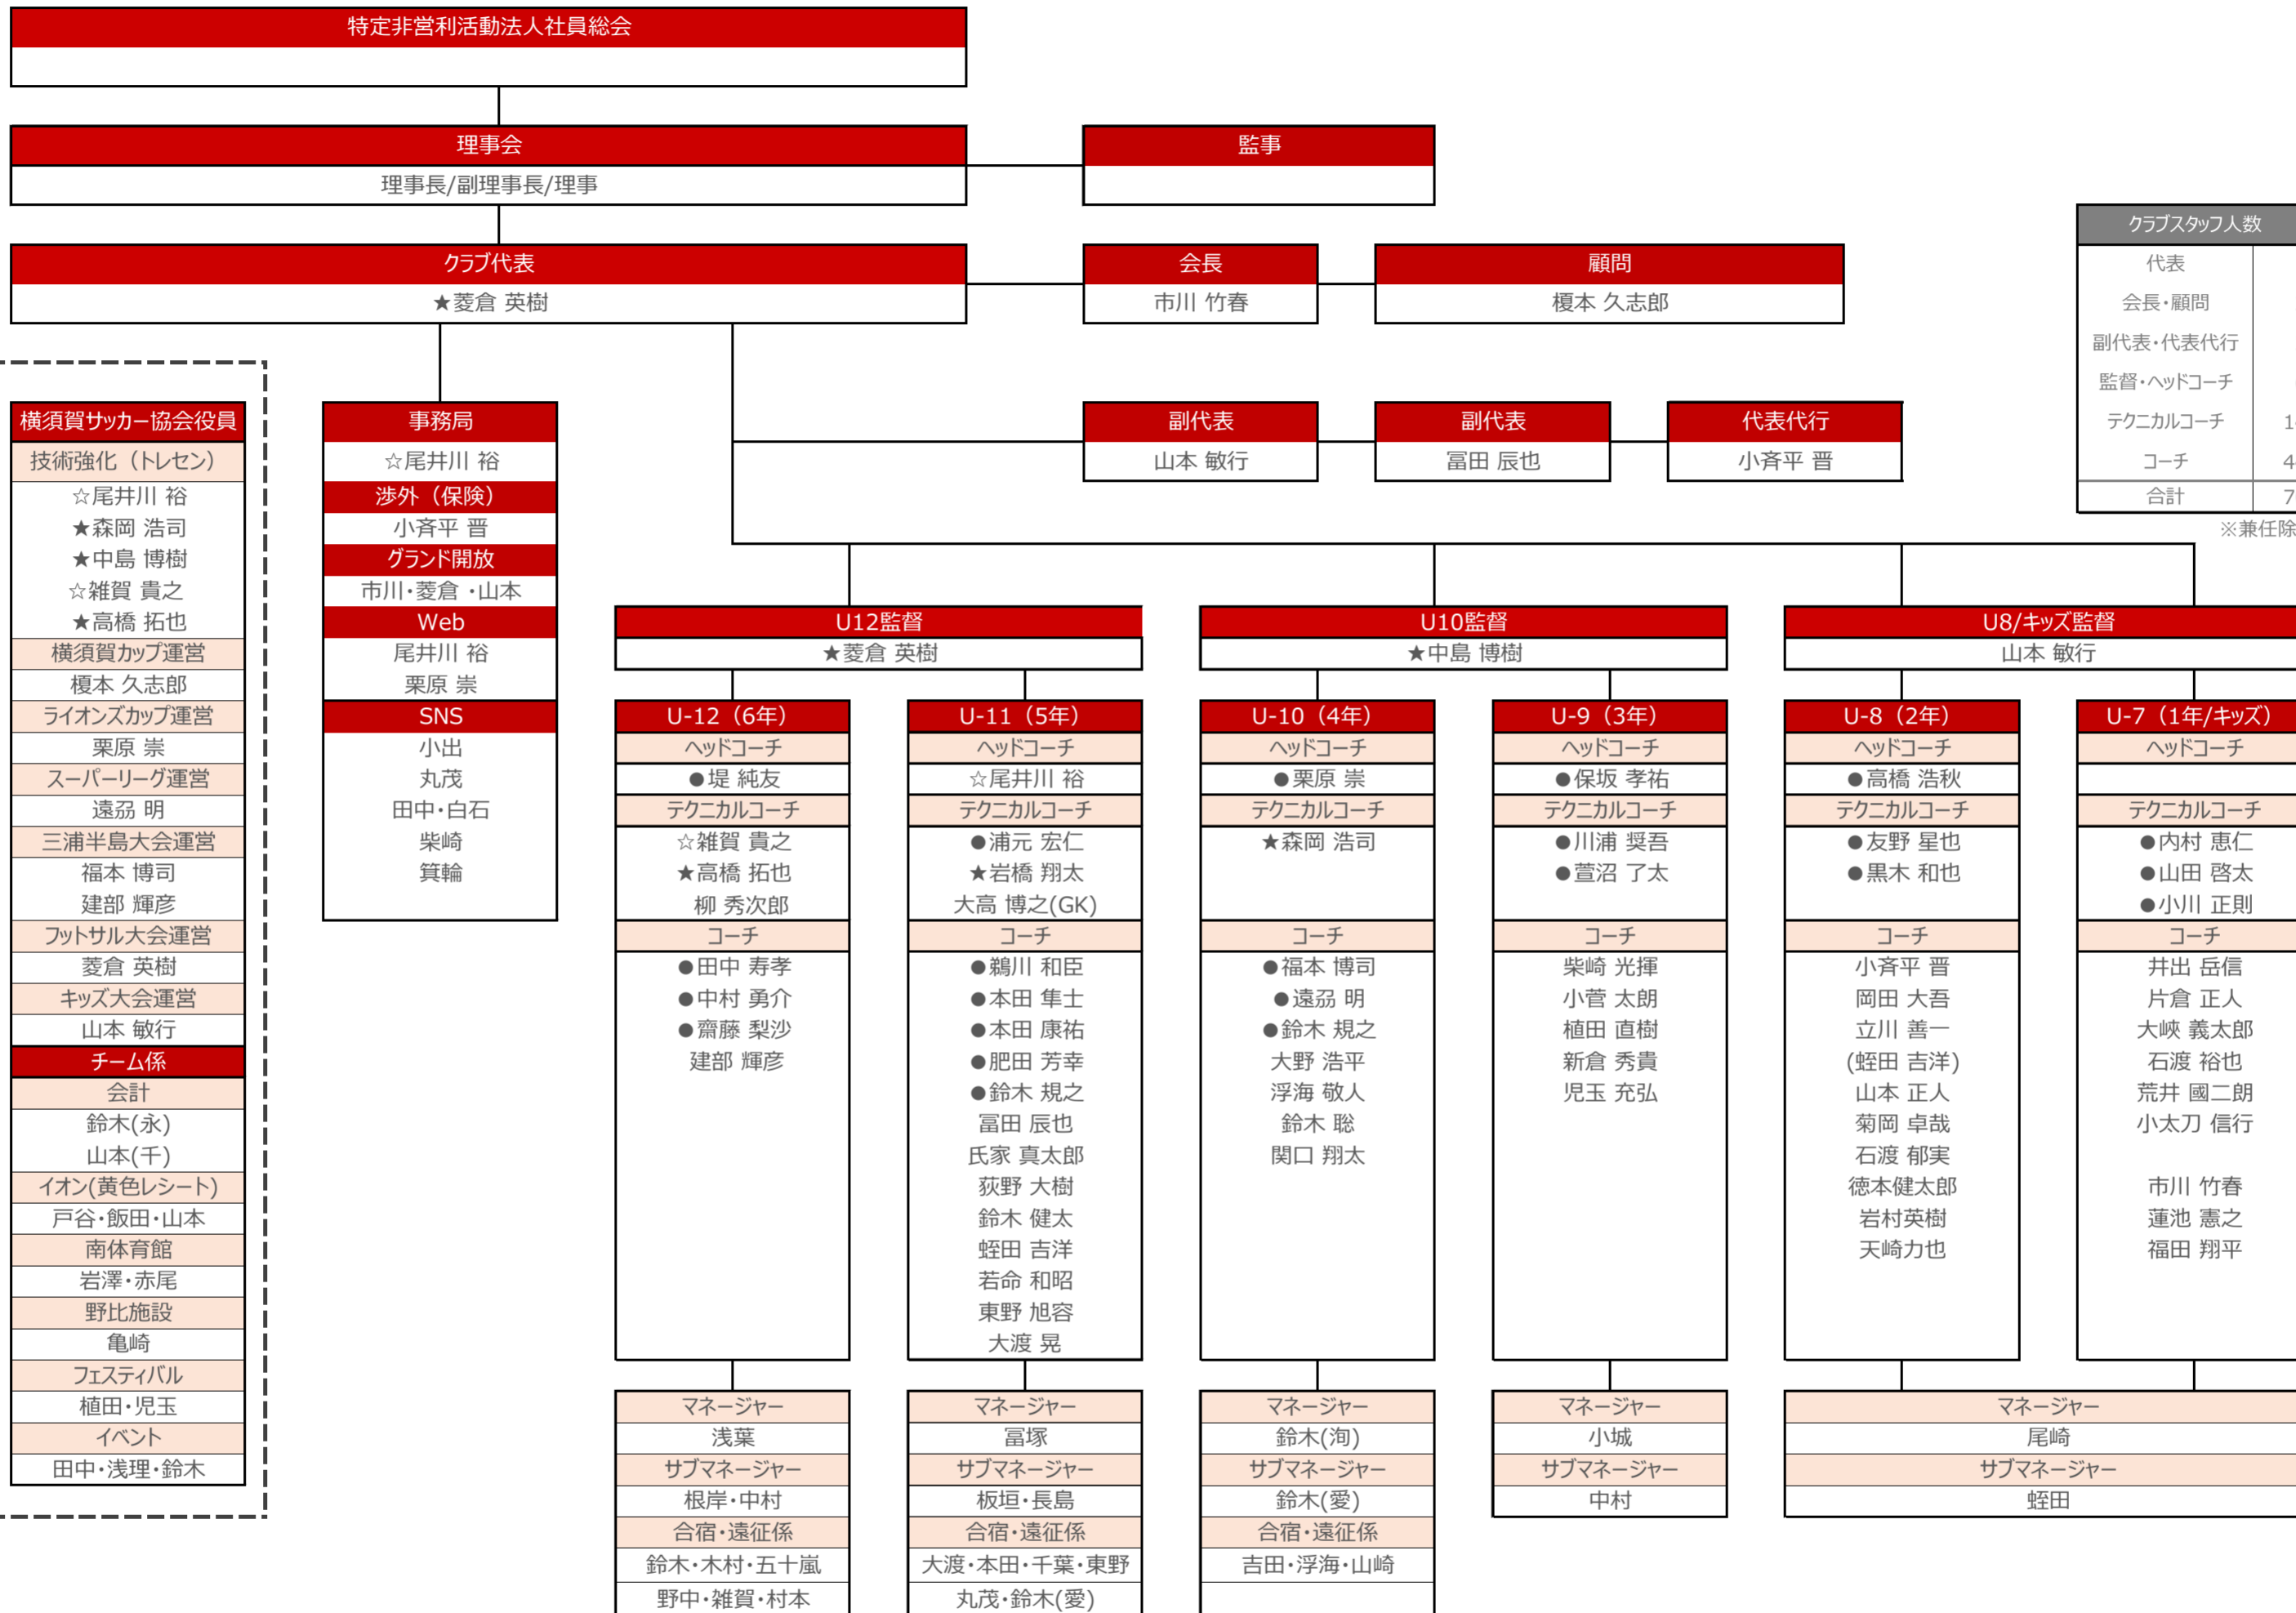 特定非営利活動法人社員総会
理事会
理事長/副理事長/理事
監事
クラブ代表
★菱倉 英樹
会長
市川 竹春
顧問
榎本 久志郎
クラブスタッフ人数
代表
会長・顧問
副代表・代表代行
監督・ヘッドコーチ
テクニカルコーチ
コーチ
合計
※兼任除
副代表
山本 敏行
副代表
冨田 辰也
代表代行
小斉平 晋
横須賀サッカー協会役員
技術強化（トレセン）
☆尾井川 裕
★森岡 浩司
★中島 博樹
☆雑賀 貴之
★高橋 拓也
横須賀カップ運営
榎本 久志郎
ライオンズカップ運営
栗原 崇
スーパーリーグ運営
遠刕 明
三浦半島大会運営
福本 博司
建部 輝彦
フットサル大会運営
菱倉 英樹
キッズ大会運営
山本 敏行
チーム係
会計
鈴木(永)
山本(千)
イオン(黄色レシート)
戸谷・飯田・山本
南体育館
岩澤・赤尾
野比施設
亀崎
フェスティバル
植田・児玉
イベント
田中・浅理・鈴木
事務局
☆尾井川 裕
渉外（保険）
小斉平 晋
グランド開放
市川・菱倉 ・山本
Web
尾井川 裕
栗原 崇
SNS
小出
丸茂
田中・白石
柴崎
箕輪
U12監督
★菱倉 英樹
U-12（6年）
ヘッドコーチ
●堤 純友
テクニカルコーチ
☆雑賀 貴之
★高橋 拓也
柳 秀次郎
コーチ
●田中 寿孝
●中村 勇介
●齋藤 梨沙
建部 輝彦
マネージャー
浅葉
サブマネージャー
根岸・中村
合宿・遠征係
鈴木・木村・五十嵐
野中・雑賀・村本
U-11（5年）
ヘッドコーチ
☆尾井川 裕
テクニカルコーチ
●浦元 宏仁
★岩橋 翔太
大高 博之(GK)
コーチ
●鵜川 和臣
●本田 隼士
●本田 康祐
●肥田 芳幸
●鈴木 規之
冨田 辰也
氏家 真太郎
荻野 大樹
鈴木 健太
蛭田 吉洋
若命 和昭
東野 旭容
大渡 晃
マネージャー
冨塚
サブマネージャー
板垣・長島
合宿・遠征係
大渡・本田・千葉・東野
丸茂・鈴木(愛)
U10監督
★中島 博樹
U-10（4年）
ヘッドコーチ
●栗原 崇
テクニカルコーチ
★森岡 浩司
コーチ
●福本 博司
●遠刕 明
●鈴木 規之
大野 浩平
浮海 敬人
鈴木 聡
関口 翔太
マネージャー
鈴木(洵)
サブマネージャー
鈴木(愛)
合宿・遠征係
吉田・浮海・山崎
U-9（3年）
ヘッドコーチ
●保坂 孝祐
テクニカルコーチ
●川浦 奨吾
●萱沼 了太
コーチ
柴崎 光揮
小菅 太朗
植田 直樹
新倉 秀貴
児玉 充弘
マネージャー
小城
サブマネージャー
中村
U8/キッズ監督
山本 敏行
U-8（2年）
ヘッドコーチ
●高橋 浩秋
テクニカルコーチ
●友野 星也
●黒木 和也
コーチ
小斉平 晋
岡田 大吾
立川 善一
(蛭田 吉洋)
山本 正人
菊岡 卓哉
石渡 郁実
徳本健太郎
岩村英樹
天崎力也
U-7（1年/キッズ）
ヘッドコーチ
テクニカルコーチ
●内村 恵仁
●山田 啓太
●小川 正則
コーチ
井出 岳信
片倉 正人
大峽 義太郎
石渡 裕也
荒井 國二朗
小太刀 信行
市川 竹春
蓮池 憲之
福田 翔平
マネージャー
尾崎
サブマネージャー
蛭田